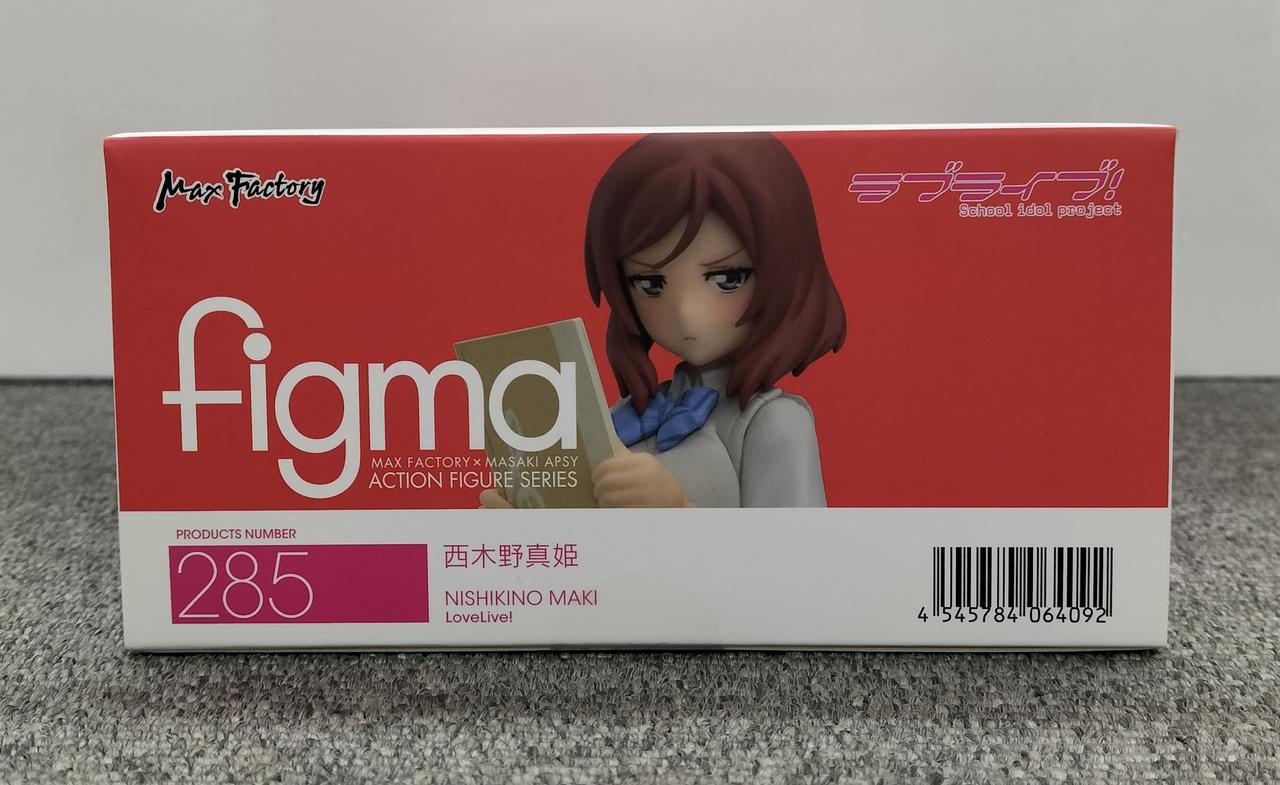 Max Factory
ラブライブ!
School idol project
figma
MAX FACTORY × MASAKI APSY
ACTION FIGURE SERIES
PRODUCTS NUMBER
285
西木野真姫
NISHIKINO MAKI
LoveLive!
4 545784 064092